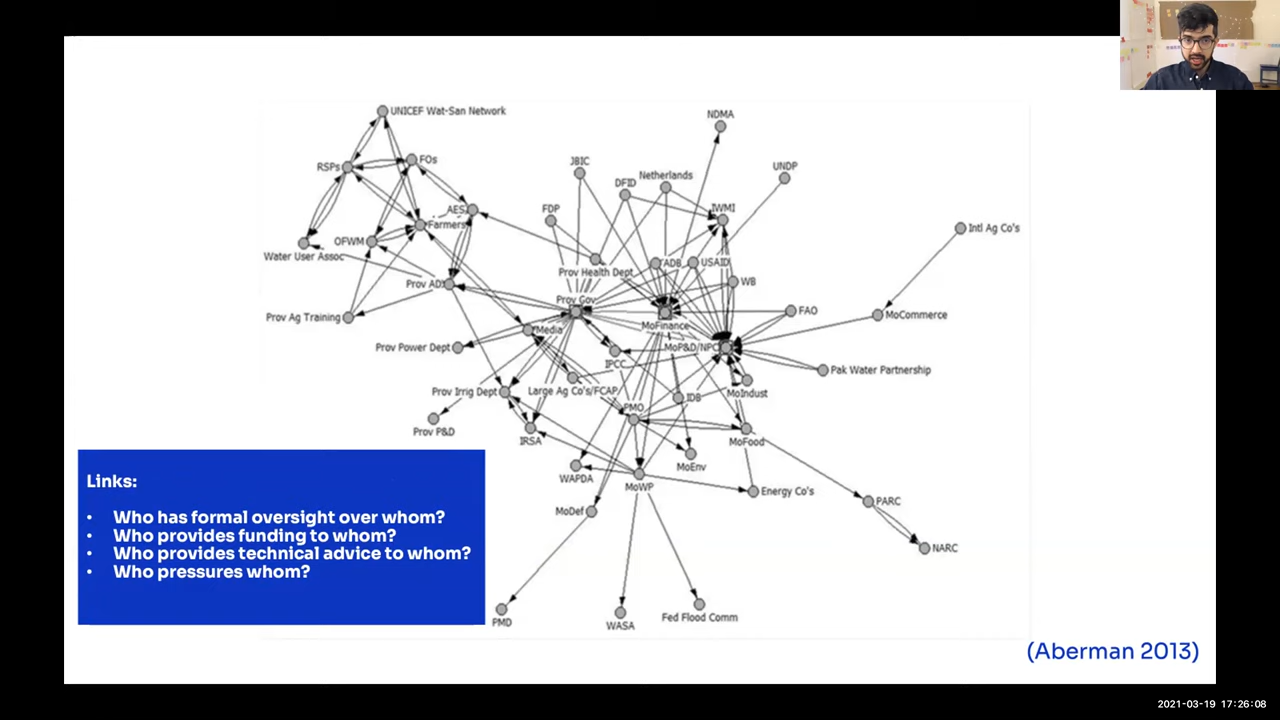 UNICEF Wat-San Network
NDMA
RSPs
FOs
JBIC
UNDP
DFID
Netherlands
AES
FDP
IWMI
Farmers
Intl Ag Co's
OFWM
Water User Assoc
Prov Health Dept
ADB
USAID
Prov AD
WB
Prov Gov
Prov Ag Training
MoFinance
FAO
MoCommerce
Media
Prov Power Dept
MoP&D/NPC
IPCC
Pak Water Partnership
Prov Irrig Dept
Large Ag Co's/FCAP
IDB
MoIndust
PMO
Prov P&D
IRSA
MoFood
MoEnv
WAPDA
MoWP
Energy Co's
MoDef
PARC
NARC
PMD
WASA
Fed Flood Comm
Links:
• Who has formal oversight over whom?
• Who provides funding to whom?
• Who provides technical advice to whom?
• Who pressures whom?
(Aberman 2013)
2021-03-19 17:26:08